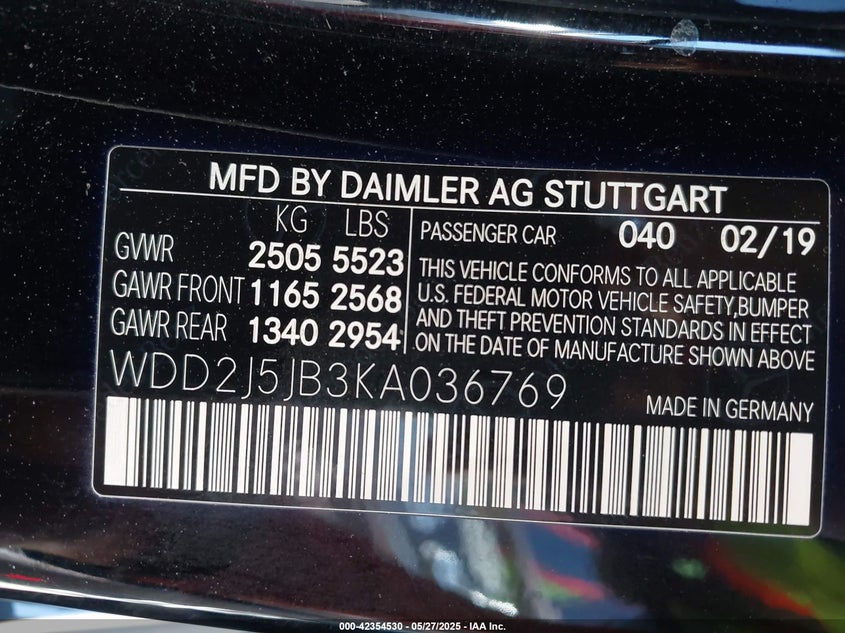 MFD BY DAIMLER AG STUTTGART
KG LBS
GVWR 2505 5523
GAWR FRONT 1165 2568
GAWR REAR 1340 2954
PASSENGER CAR 040 02/19
THIS VEHICLE CONFORMS TO ALL APPLICABLE
U.S. FEDERAL MOTOR VEHICLE SAFETY,BUMPER
AND THEFT PREVENTION STANDARDS IN EFFECT
ON THE DATE OF MANUFACTURE SHOWN ABOVE
WDD2J5JB3KA036769
MADE IN GERMANY
000-42354530 - 05/27/2025 - IAA Inc.